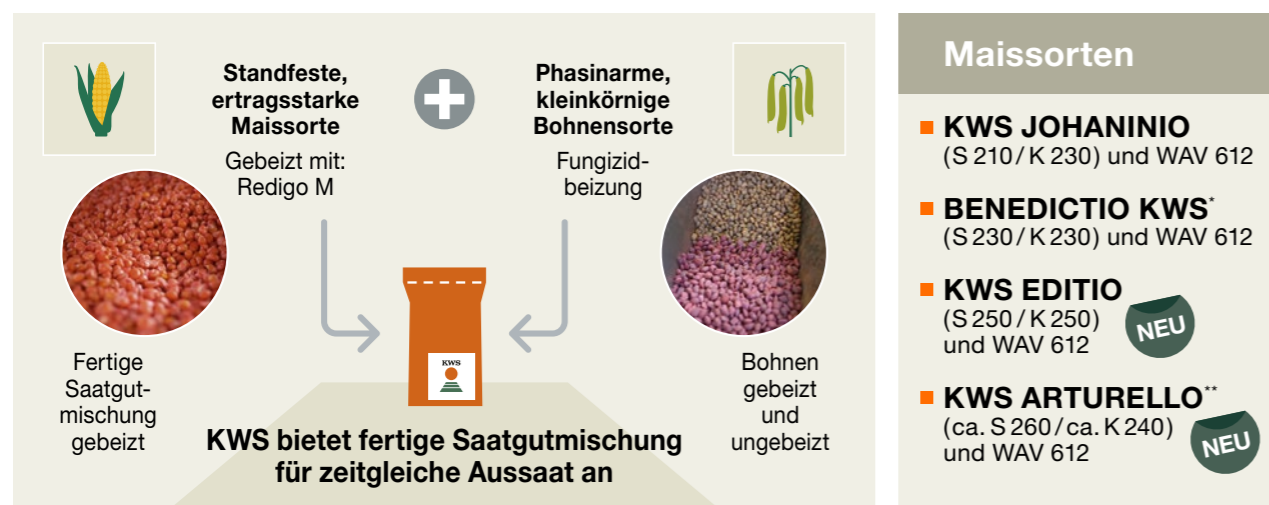 Standfeste,
ertragsstarke
Maissorte
Gebeizt mit:
Redigo M
Phasinarme,
kleinkörnige
Bohnensorte
Fungizid-
beizung
Fertige
Saatgut-
mischung
gebeizt
KWS
Bohnen
gebeizt
und
ungebeizt
KWS bietet fertige Saatgutmischung
für zeitgleiche Aussaat an
Maissorten
KWS JOHANINIO
(S 210 / K 230) und WAV 612
BENEDICTIO KWS*
(S 230 / K 230) und WAV 612
KWS EDITIO
(S 250 / K 250)
und WAV 612
NEU
KWS ARTURELLO**
(ca. S 260 / ca. K 240)
und WAV 612
NEU